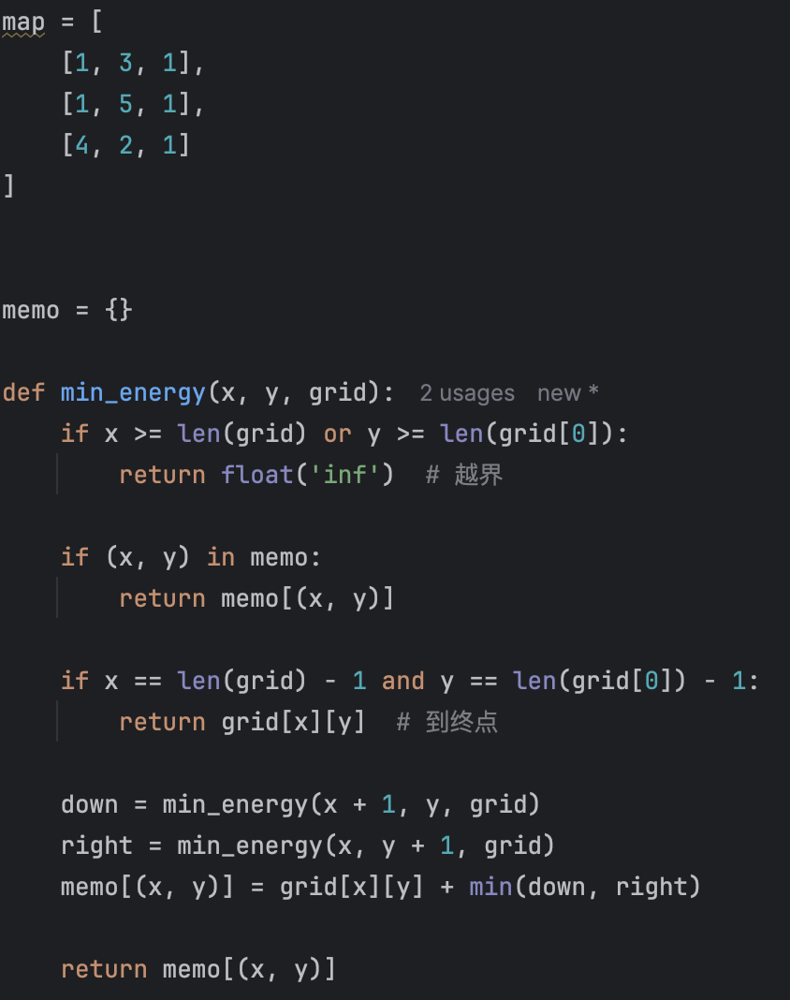 map = [
    [1, 3, 1],
    [1, 5, 1],
    [4, 2, 1]
]
memo = {}
def min_energy(x, y, grid):  2 usages  new *
    if x >= len(grid) or y >= len(grid[0]):
        return float('inf')  # 越界
    if (x, y) in memo:
        return memo[(x, y)]
    if x == len(grid) - 1 and y == len(grid[0]) - 1:
        return grid[x][y]  # 到终点
    down = min_energy(x + 1, y, grid)
    right = min_energy(x, y + 1, grid)
    memo[(x, y)] = grid[x][y] + min(down, right)
    return memo[(x, y)]